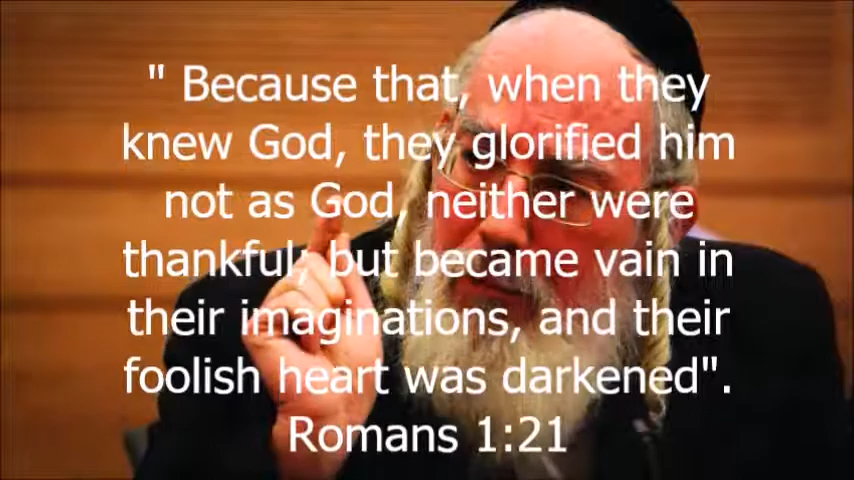 " Because that, when they
knew God, they glorified him
not as God, neither were
thankful; but became vain in
their imaginations, and their
foolish heart was darkened".
Romans 1:21